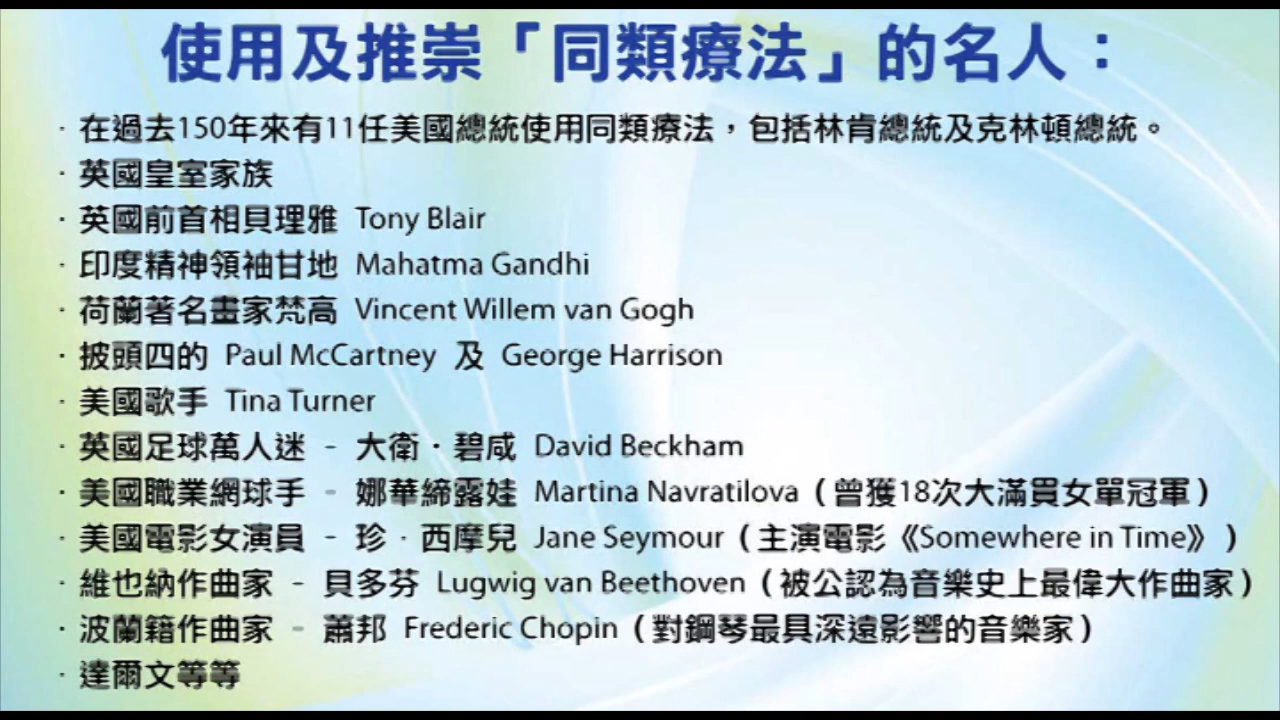 使用及推崇「同類療法」的名人：
· 在過去150年來有11任美國總統使用同類療法，包括林肯總統及克林頓總統。
· 英國皇室家族
· 英國前首相貝理雅 Tony Blair
· 印度精神領袖甘地 Mahatma Gandhi
· 荷蘭著名畫家梵高 Vincent Willem van Gogh
· 披頭四的 Paul McCartney 及 George Harrison
· 美國歌手 Tina Turner
· 英國足球萬人迷 - 大衛·碧咸 David Beckham
· 美國職業網球手 - 娜華締露娃 Martina Navratilova（曾獲18次大滿貫女單冠軍）
· 美國電影女演員 - 珍·西摩兒 Jane Seymour（主演電影《Somewhere in Time》）
· 維也納作曲家 - 貝多芬 Lugwig van Beethoven（被公認為音樂史上最偉大作曲家）
· 波蘭籍作曲家 - 蕭邦 Frederic Chopin（對鋼琴最具深遠影響的音樂家）
· 達爾文等等